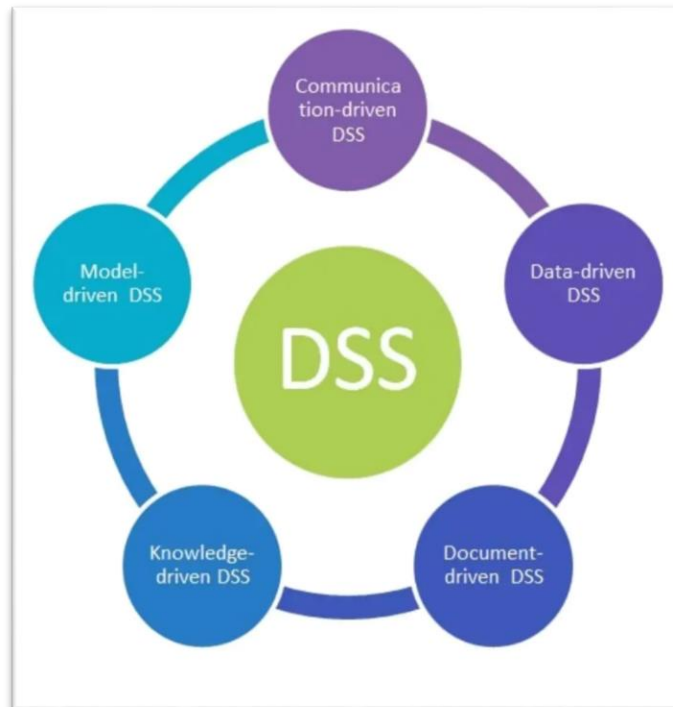 Communica
tion-driven
DSS
Model-
driven DSS
Data-driven
DSS
DSS
Knowledge-
driven DSS
Document-
driven DSS